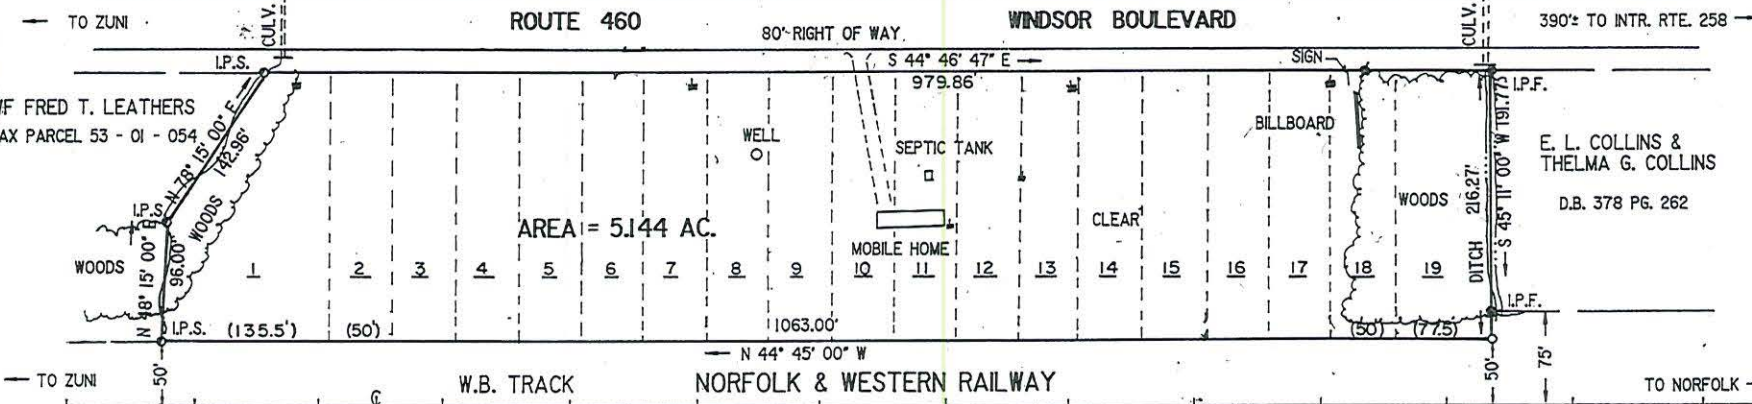 ← TO ZUNI
CULV.
ROUTE 460
80' RIGHT OF WAY
WINDSOR BOULEVARD
CULV.
390'± TO INTR. RTE. 258 →
I.P.S.
S 44° 46' 47" E →
979.86'
SIGN
I.P.F.
FRED T. LEATHERS
PARCEL 53 - 01 - 054
N 78° 15' 00" E
142.96'
WELL
SEPTIC TANK
BILLBOARD
S 45° 11' 00" W 191.77'
E. L. COLLINS &
THELMA G. COLLINS
D.B. 378 PG. 262
I.P.S.
WOODS
AREA = 5.144 AC.
MOBILE HOME
CLEAR
WOODS
216.27'
DITCH
WOODS
N 48° 15' 00" E
96.00'
1 2 3 4 5 6 7 8 9 10 11 12 13 14 15 16 17 18 19
I.P.F.
I.P.S. (135.5') (50') 1063.00' (50') (77.5)
← N 44° 45' 00" W
50'
50'
75'
← TO ZUNI
W.B. TRACK
NORFOLK & WESTERN RAILWAY
TO NORFOLK